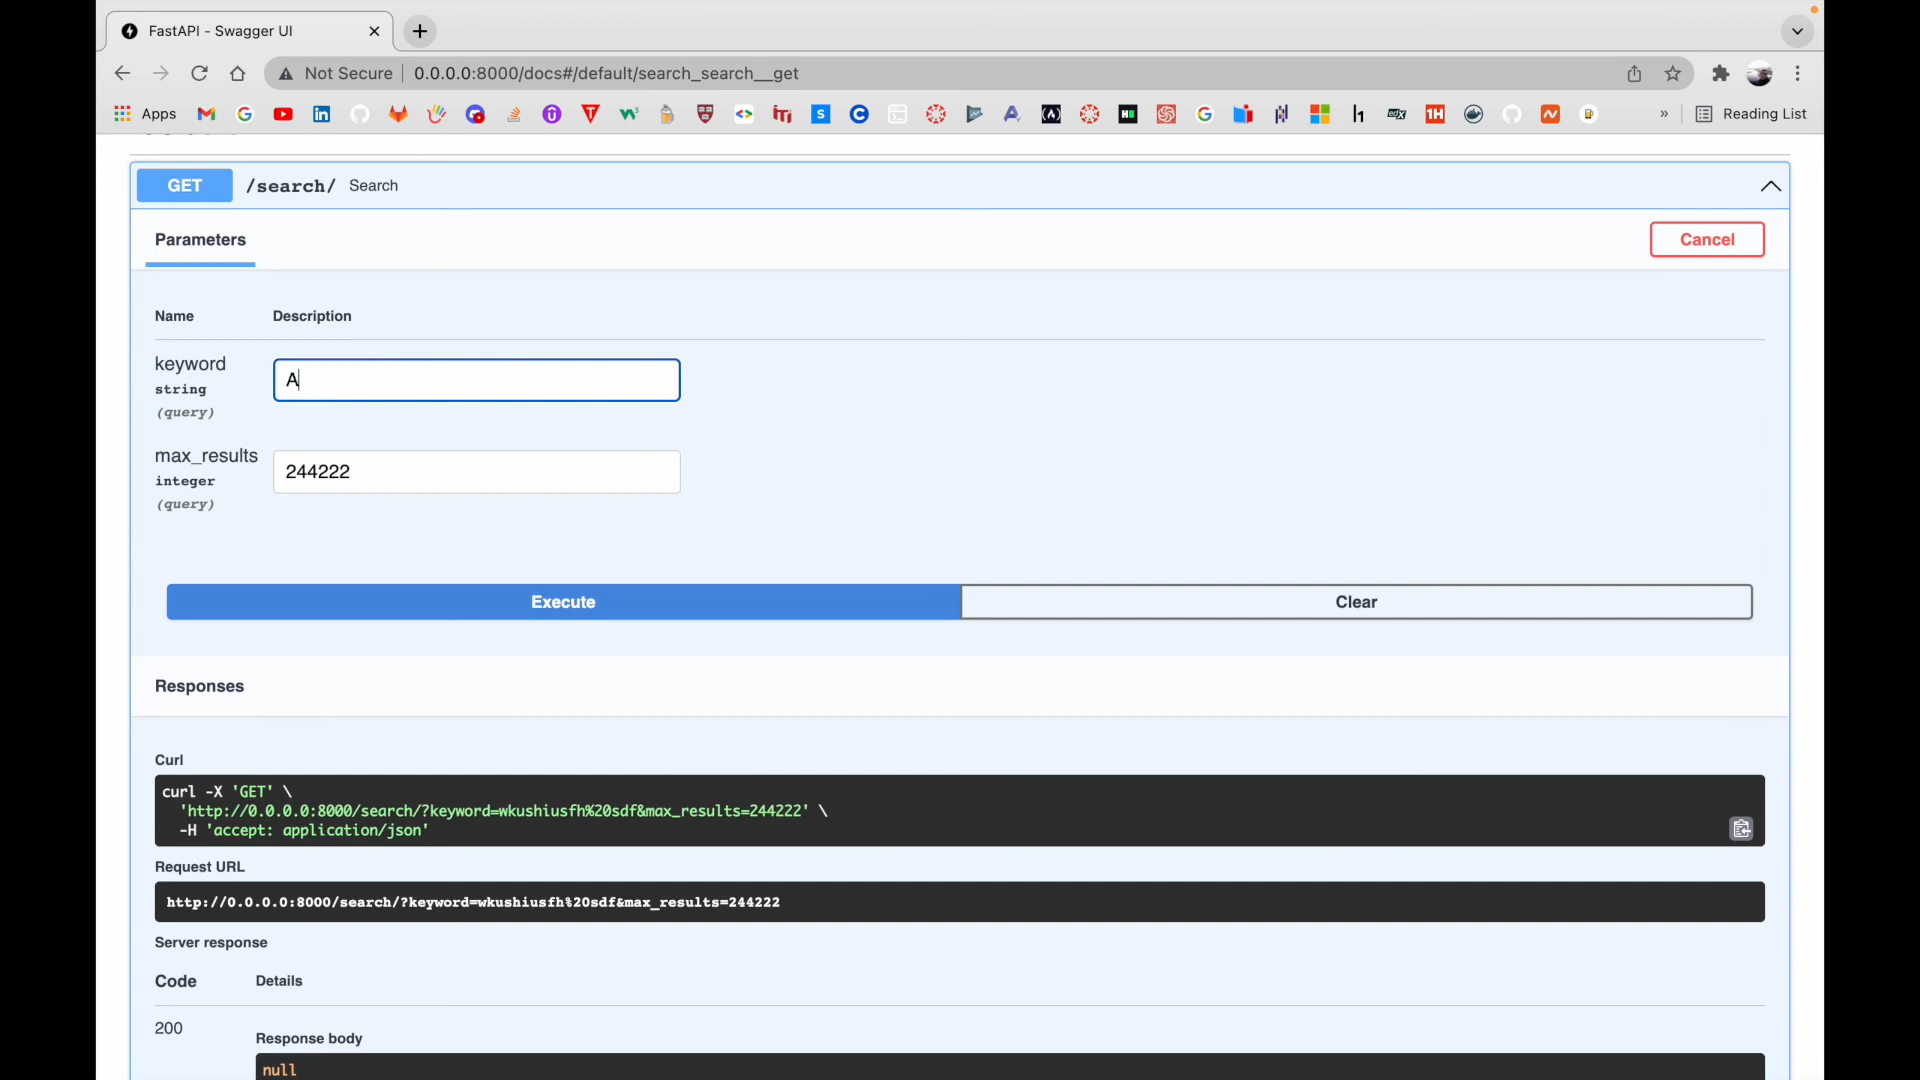 FastAPI - Swagger UI
Not Secure 0.0.0.0:8000/docs#/default/search_search__get
Apps Reading List
GET /search/ Search
Parameters Cancel
Name Description
keyword
string
(query)
A
max_results
integer
(query)
244222
Execute Clear
Responses
Curl
curl -X 'GET' \
'http://0.0.0.0:8000/search/?keyword=wkushiusfh%20sdf&max_results=244222' \
-H 'accept: application/json'
Request URL
http://0.0.0.0:8000/search/?keyword=wkushiusfh%20sdf&max_results=244222
Server response
Code Details
200
Response body
null